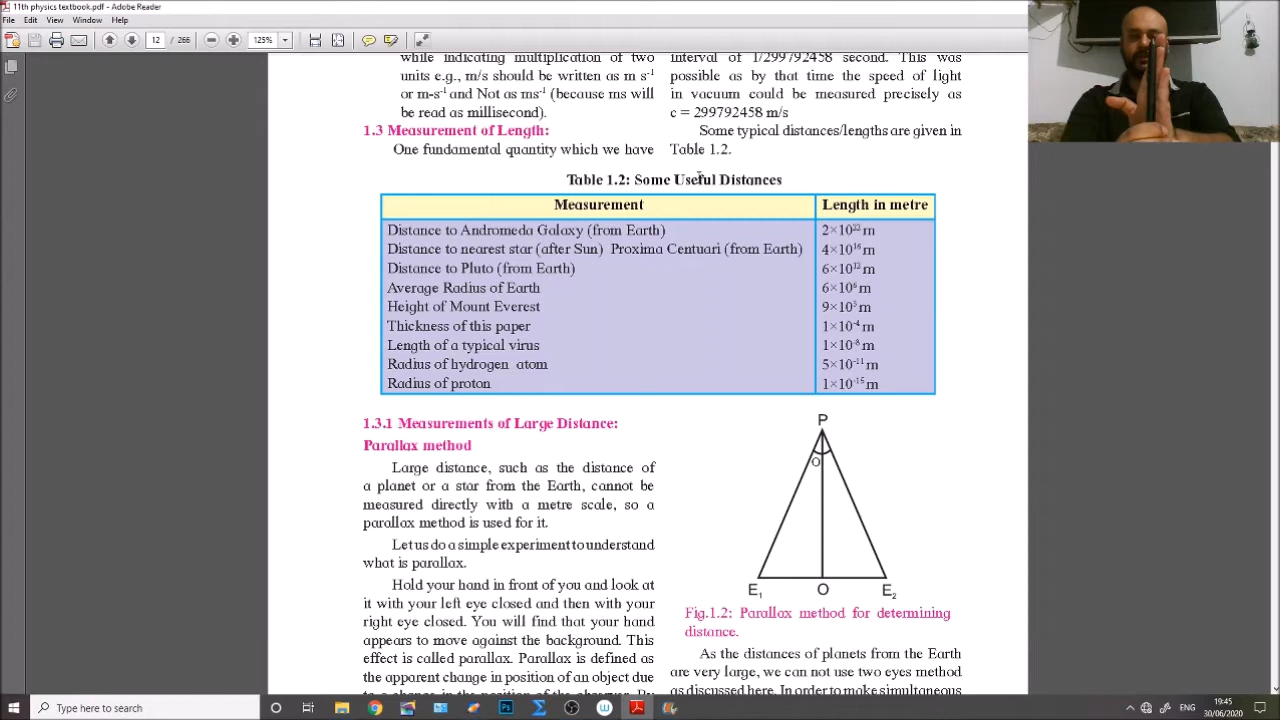 11th physics textbook.pdf - Adobe Reader
File Edit View Window Help
12 / 266 125%
while indicating multiplication of two
units e.g., m/s should be written as m s⁻¹
or m-s⁻¹ and Not as ms⁻¹ (because ms will
be read as millisecond).
1.3 Measurement of Length:
One fundamental quantity which we have
interval of 1/299792458 second. This was
possible as by that time the speed of light
in vacuum could be measured precisely as
c = 299792458 m/s
Some typical distances/lengths are given in
Table 1.2.
Table 1.2: Some Useful Distances
Measurement Length in metre
Distance to Andromeda Galaxy (from Earth) 2×10²² m
Distance to nearest star (after Sun) Proxima Centuari (from Earth) 4×10¹⁶ m
Distance to Pluto (from Earth) 6×10¹² m
Average Radius of Earth 6×10⁶ m
Height of Mount Everest 9×10³ m
Thickness of this paper 1×10⁻⁴ m
Length of a typical virus 1×10⁻⁸ m
Radius of hydrogen atom 5×10⁻¹¹ m
Radius of proton 1×10⁻¹⁵ m
1.3.1 Measurements of Large Distance:
Parallax method
Large distance, such as the distance of
a planet or a star from the Earth, cannot be
measured directly with a metre scale, so a
parallax method is used for it.
Let us do a simple experiment to understand
what is parallax.
Hold your hand in front of you and look at
it with your left eye closed and then with your
right eye closed. You will find that your hand
appears to move against the background. This
effect is called parallax. Parallax is defined as
the apparent change in position of an object due
to a change in the position of the observer. By
P
O
E₁ O E₂
Fig.1.2: Parallax method for determining
distance.
As the distances of planets from the Earth
are very large, we can not use two eyes method
as discussed here. In order to make simultaneous
Type here to search
19:45
30/06/2020